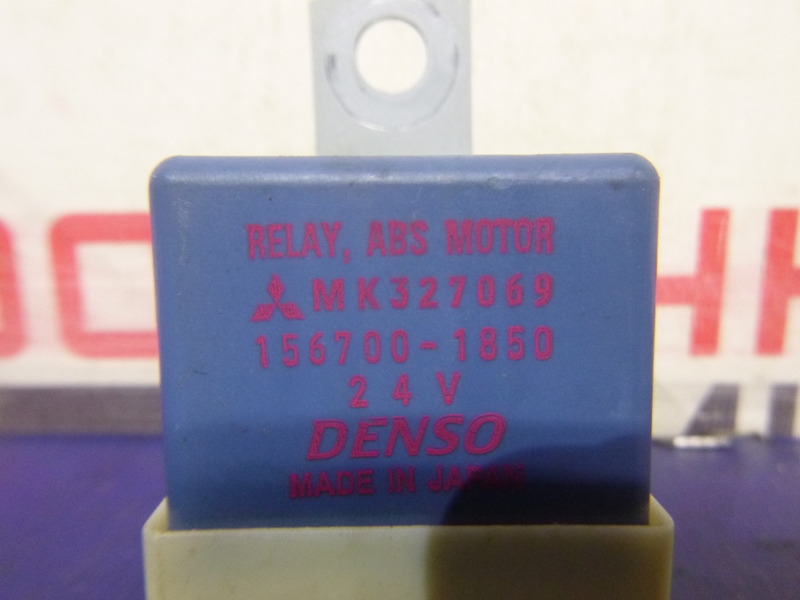 RELAY, ABS MOTOR
MK327069
156700-1850
24V
DENSO
MADE IN JAPAN